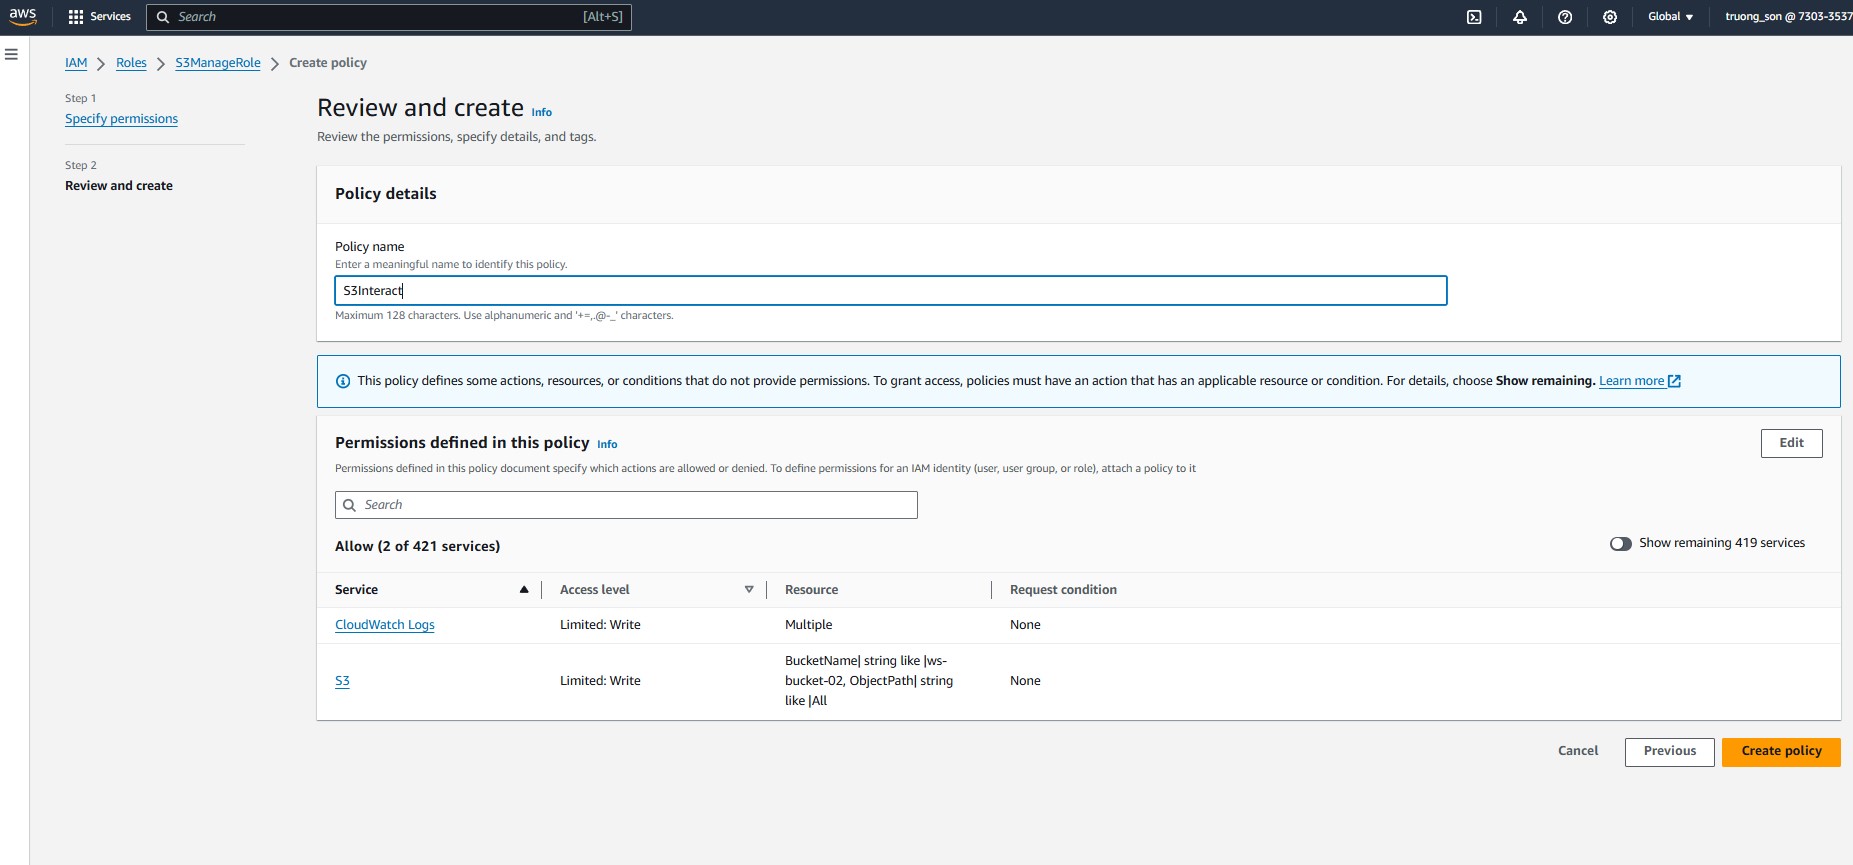 aws
Services
Search
[Alt+S]
Global
truong_son @ 7303-3537
IAM
Roles
S3ManageRole
Create policy
Step 1
Specify permissions
Step 2
Review and create
Review and create
Info
Review the permissions, specify details, and tags.
Policy details
Policy name
Enter a meaningful name to identify this policy.
S3Interact
Maximum 128 characters. Use alphanumeric and '+=,.@-_' characters.
This policy defines some actions, resources, or conditions that do not provide permissions. To grant access, policies must have an action that has an applicable resource or condition. For details, choose Show remaining. Learn more
Permissions defined in this policy Info
Edit
Permissions defined in this policy document specify which actions are allowed or denied. To define permissions for an IAM identity (user, user group, or role), attach a policy to it
Search
Allow (2 of 421 services)
Show remaining 419 services
Service
Access level
Resource
Request condition
CloudWatch Logs
Limited: Write
Multiple
None
S3
Limited: Write
BucketName| string like |ws-
bucket-02, ObjectPath| string
like |All
None
Cancel
Previous
Create policy